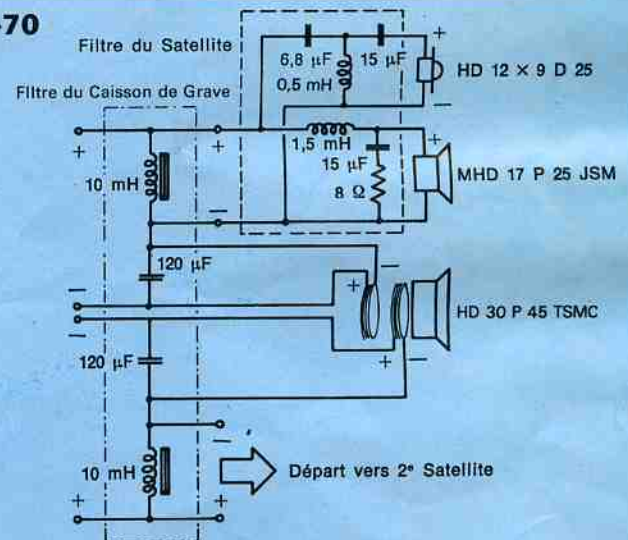 -70
Filtre du Satellite
6,8 µF
15 µF
+
HD 12 × 9 D 25
0,5 mH
−
Filtre du Caisson de Grave
+
+
1,5 mH
+
15 µF
MHD 17 P 25 JSM
10 mH
8 Ω
−
−
120 µF
−
+
−
HD 30 P 45 TSMC
−
120 µF
+
−
−
10 mH
Départ vers 2e Satellite
+
+